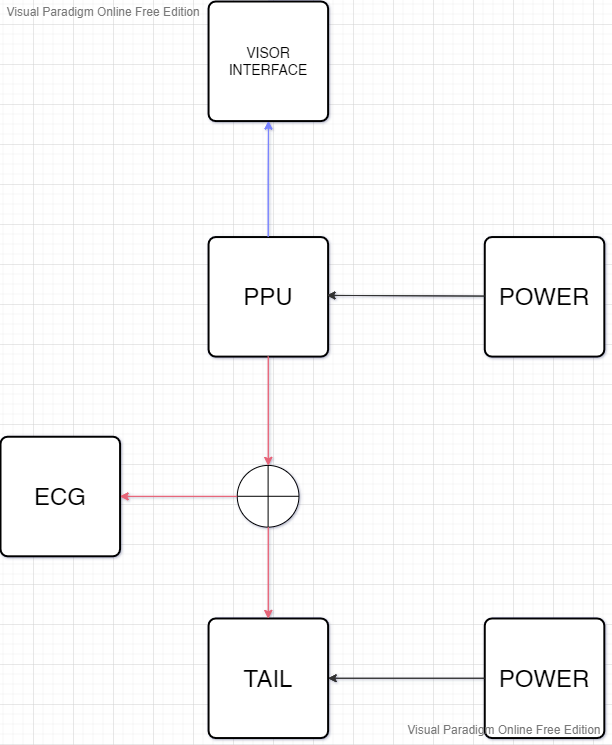 Visual Paradigm Online Free Edition
VISOR
INTERFACE
PPU
POWER
ECG
TAIL
POWER
Visual Paradigm Online Free Edition